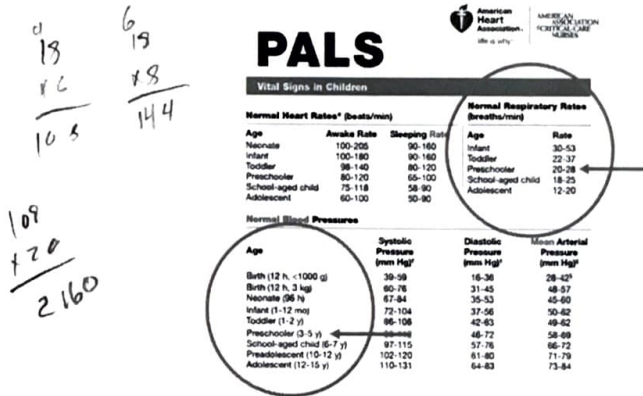 American
Heart
Association
life is why
AMERICAN
ASSOCIATION
of CRITICAL-CARE
NURSES
PALS
Vital Signs in Children
Normal Heart Rates* (beats/min)
Age Awake Rate Sleeping Rate
Neonate 100-205 90-160
Infant 100-180 90-160
Toddler 98-140 80-120
Preschooler 80-120 65-100
School-aged child 75-118 58-90
Adolescent 60-100 50-90
Normal Respiratory Rates
(breaths/min)
Age Rate
Infant 30-53
Toddler 22-37
Preschooler 20-28
School-aged child 18-25
Adolescent 12-20
Normal Blood Pressures
Age Systolic Pressure (mm Hg)† Diastolic Pressure (mm Hg)† Mean Arterial Pressure (mm Hg)‡
Birth (12 h, <1000 g) 39-59 16-36 28-42§
Birth (12 h, 3 kg) 60-76 31-45 48-57
Neonate (96 h) 67-84 35-53 45-60
Infant (1-12 mo) 72-104 37-56 50-62
Toddler (1-2 y) 86-106 42-63 49-62
Preschooler (3-5 y) 46-72 58-69
School-aged child (6-7 y) 97-115 57-76 66-72
Preadolescent (10-12 y) 102-120 61-80 71-79
Adolescent (12-15 y) 110-131 64-83 73-84
18
x 6
108
6
18
x 8
144
108
x 20
2160